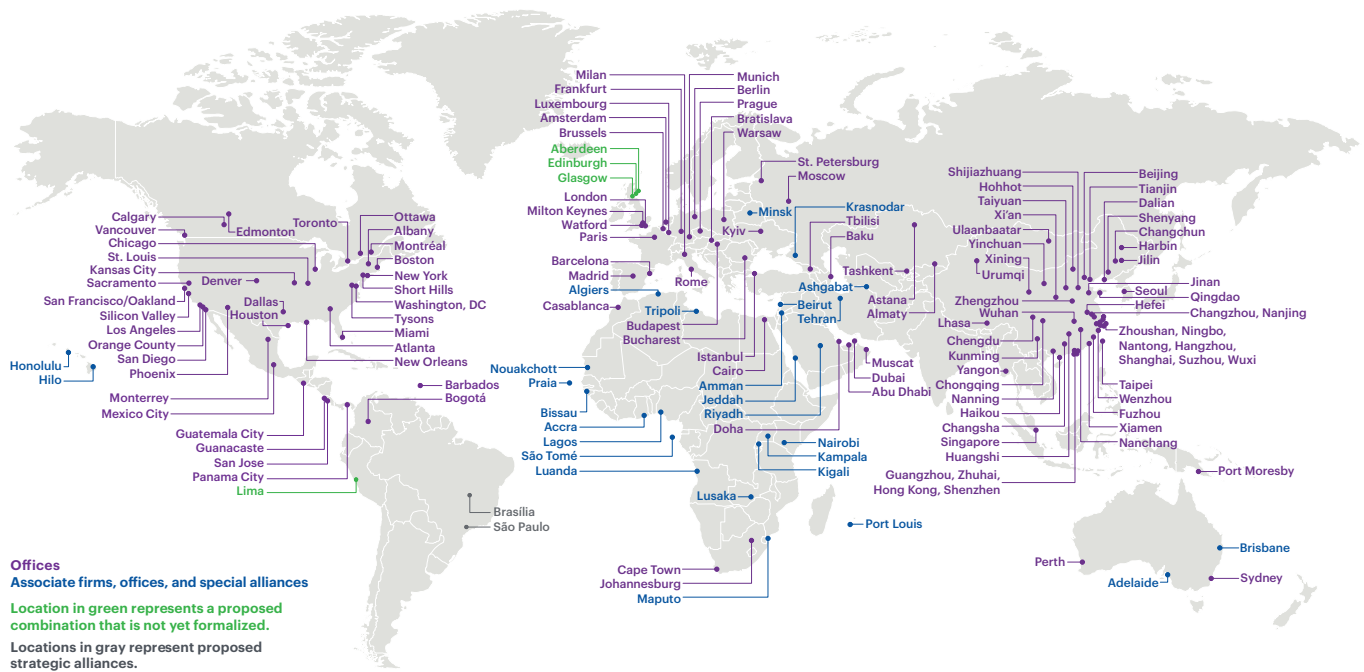 Milan
Frankfurt
Luxembourg
Amsterdam
Brussels
Aberdeen
Edinburgh
Glasgow
London
Milton Keynes
Watford
Paris
Munich
Berlin
Prague
Bratislava
Warsaw
St. Petersburg
Moscow
Minsk
Krasnodar
Tbilisi
Baku
Kyiv
Tashkent
Ashgabat
Astana
Almaty
Barcelona
Madrid
Algiers
Casablanca
Rome
Tripoli
Budapest
Bucharest
Beirut
Tehran
Istanbul
Cairo
Amman
Jeddah
Riyadh
Doha
Muscat
Dubai
Abu Dhabi
Calgary
Vancouver
Edmonton
Chicago
St. Louis
Kansas City
Sacramento
Denver
San Francisco/Oakland
Silicon Valley
Los Angeles
Orange County
San Diego
Phoenix
Dallas
Houston
Toronto
Ottawa
Albany
Montréal
Boston
New York
Short Hills
Washington, DC
Tysons
Miami
Atlanta
New Orleans
Honolulu
Hilo
Monterrey
Mexico City
Barbados
Bogotá
Guatemala City
Guanacaste
San Jose
Panama City
Lima
Brasília
São Paulo
Nouakchott
Praia
Bissau
Accra
Lagos
São Tomé
Luanda
Nairobi
Kampala
Kigali
Lusaka
Port Louis
Cape Town
Johannesburg
Maputo
Shijiazhuang
Hohhot
Taiyuan
Xi'an
Ulaanbaatar
Yinchuan
Xining
Urumqi
Zhengzhou
Wuhan
Lhasa
Chengdu
Kunming
Yangon
Chongqing
Nanning
Haikou
Changsha
Singapore
Huangshi
Guangzhou, Zhuhai,
Hong Kong, Shenzhen
Beijing
Tianjin
Dalian
Shenyang
Changchun
Harbin
Jilin
Jinan
Seoul
Qingdao
Hefei
Changzhou, Nanjing
Zhoushan, Ningbo,
Nantong, Hangzhou,
Shanghai, Suzhou, Wuxi
Taipei
Wenzhou
Fuzhou
Xiamen
Nanchang
Port Moresby
Perth
Adelaide
Brisbane
Sydney
Offices
Associate firms, offices, and special alliances
Location in green represents a proposed
combination that is not yet formalized.
Locations in gray represent proposed
strategic alliances.